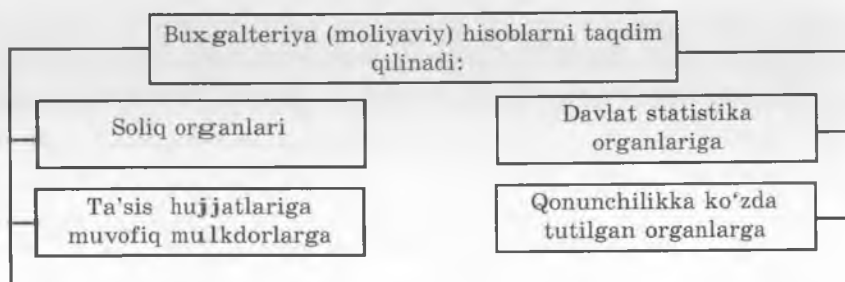 Buxgalteriya (moliyaviy) hisoblarni taqdim
qilinadi:
Soliq organlari
Davlat statistika
organlariga
Ta'sis hujjatlariga
muvofiq mulkdorlarga
Qonunchilikka ko‘zda
tutilgan organlarga